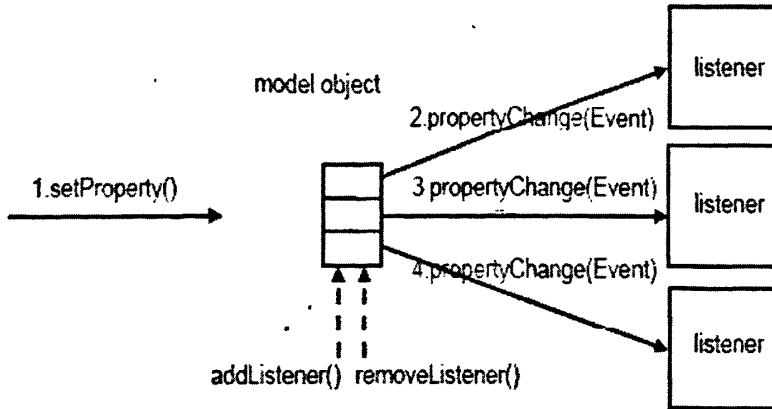 listener
model object
2.propertyChange(Event)
1.setProperty()
3.propertyChange(Event)
listener
4.propertyChange(Event)
listener
addListener() removeListener()